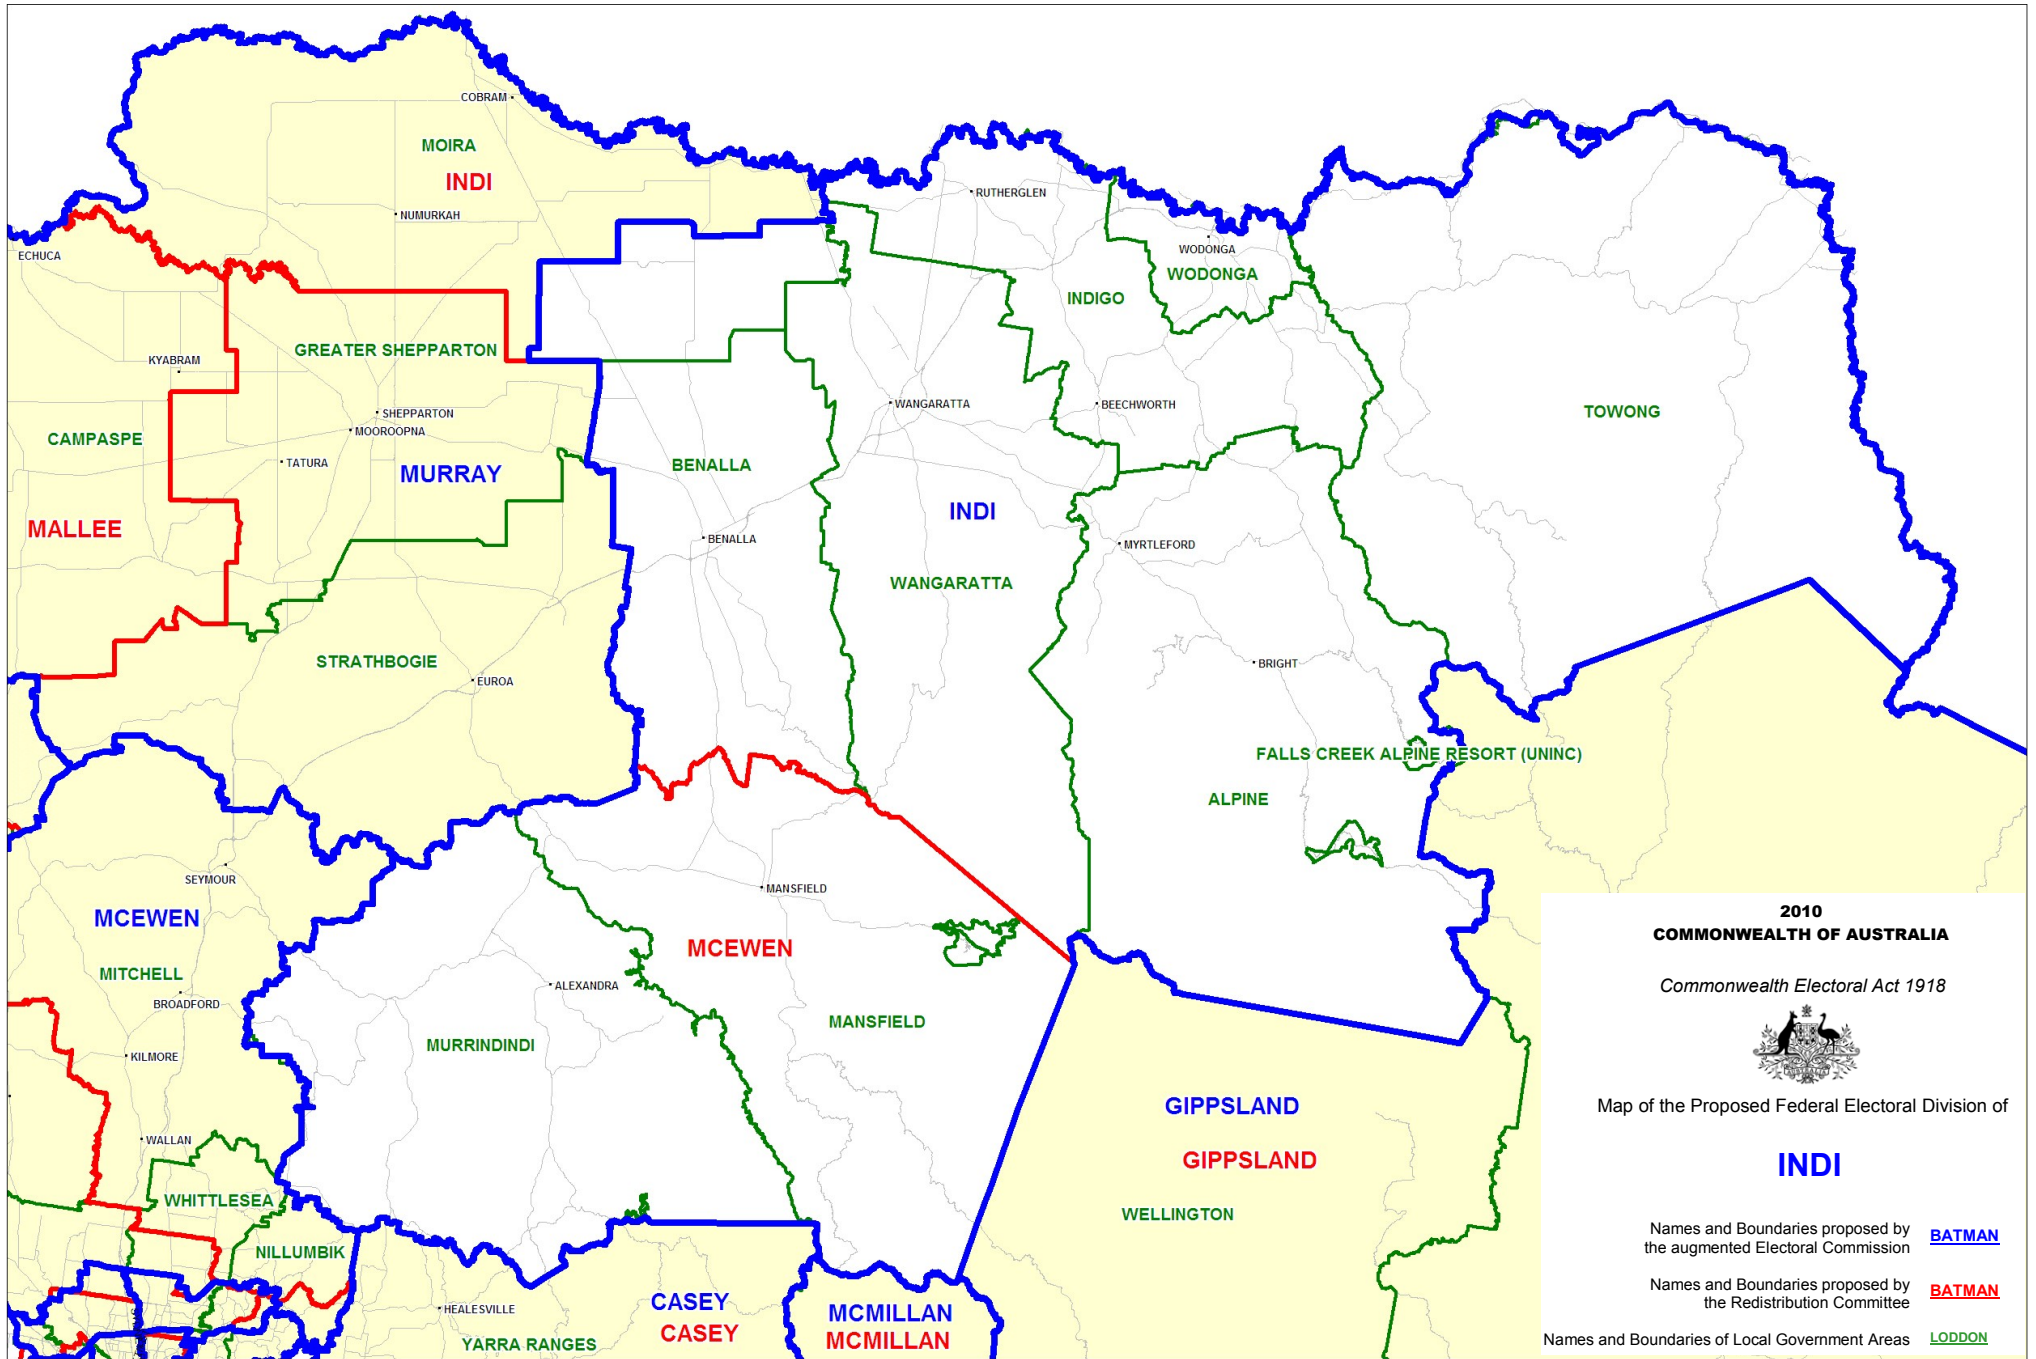 COBRAM
MOIRA
INDI
NUMURKAH
RUTHERGLEN
WODONGA
WODONGA
INDIGO
ECHUCA
GREATER SHEPPARTON
KYABRAM
SHEPPARTON
MOOROOPNA
CAMPASPE
TATURA
MURRAY
MALLEE
WANGARATTA
BEECHWORTH
TOWONG
BENALLA
INDI
BENALLA
MYRTLEFORD
WANGARATTA
STRATHBOGIE
EUROA
BRIGHT
FALLS CREEK ALPINE RESORT (UNINC)
ALPINE
SEYMOUR
MANSFIELD
MCEWEN
MCEWEN
MITCHELL
BROADFORD
ALEXANDRA
MANSFIELD
MURRINDINDI
KILMORE
WALLAN
GIPPSLAND
GIPPSLAND
WHITTLESEA
WELLINGTON
NILLUMBIK
HEALESVILLE
CASEY
CASEY
MCMILLAN
MCMILLAN
YARRA RANGES
2010
COMMONWEALTH OF AUSTRALIA
Commonwealth Electoral Act 1918
AUSTRALIA
Map of the Proposed Federal Electoral Division of
INDI
Names and Boundaries proposed by
the augmented Electoral Commission BATMAN
Names and Boundaries proposed by
the Redistribution Committee BATMAN
Names and Boundaries of Local Government Areas LODDON